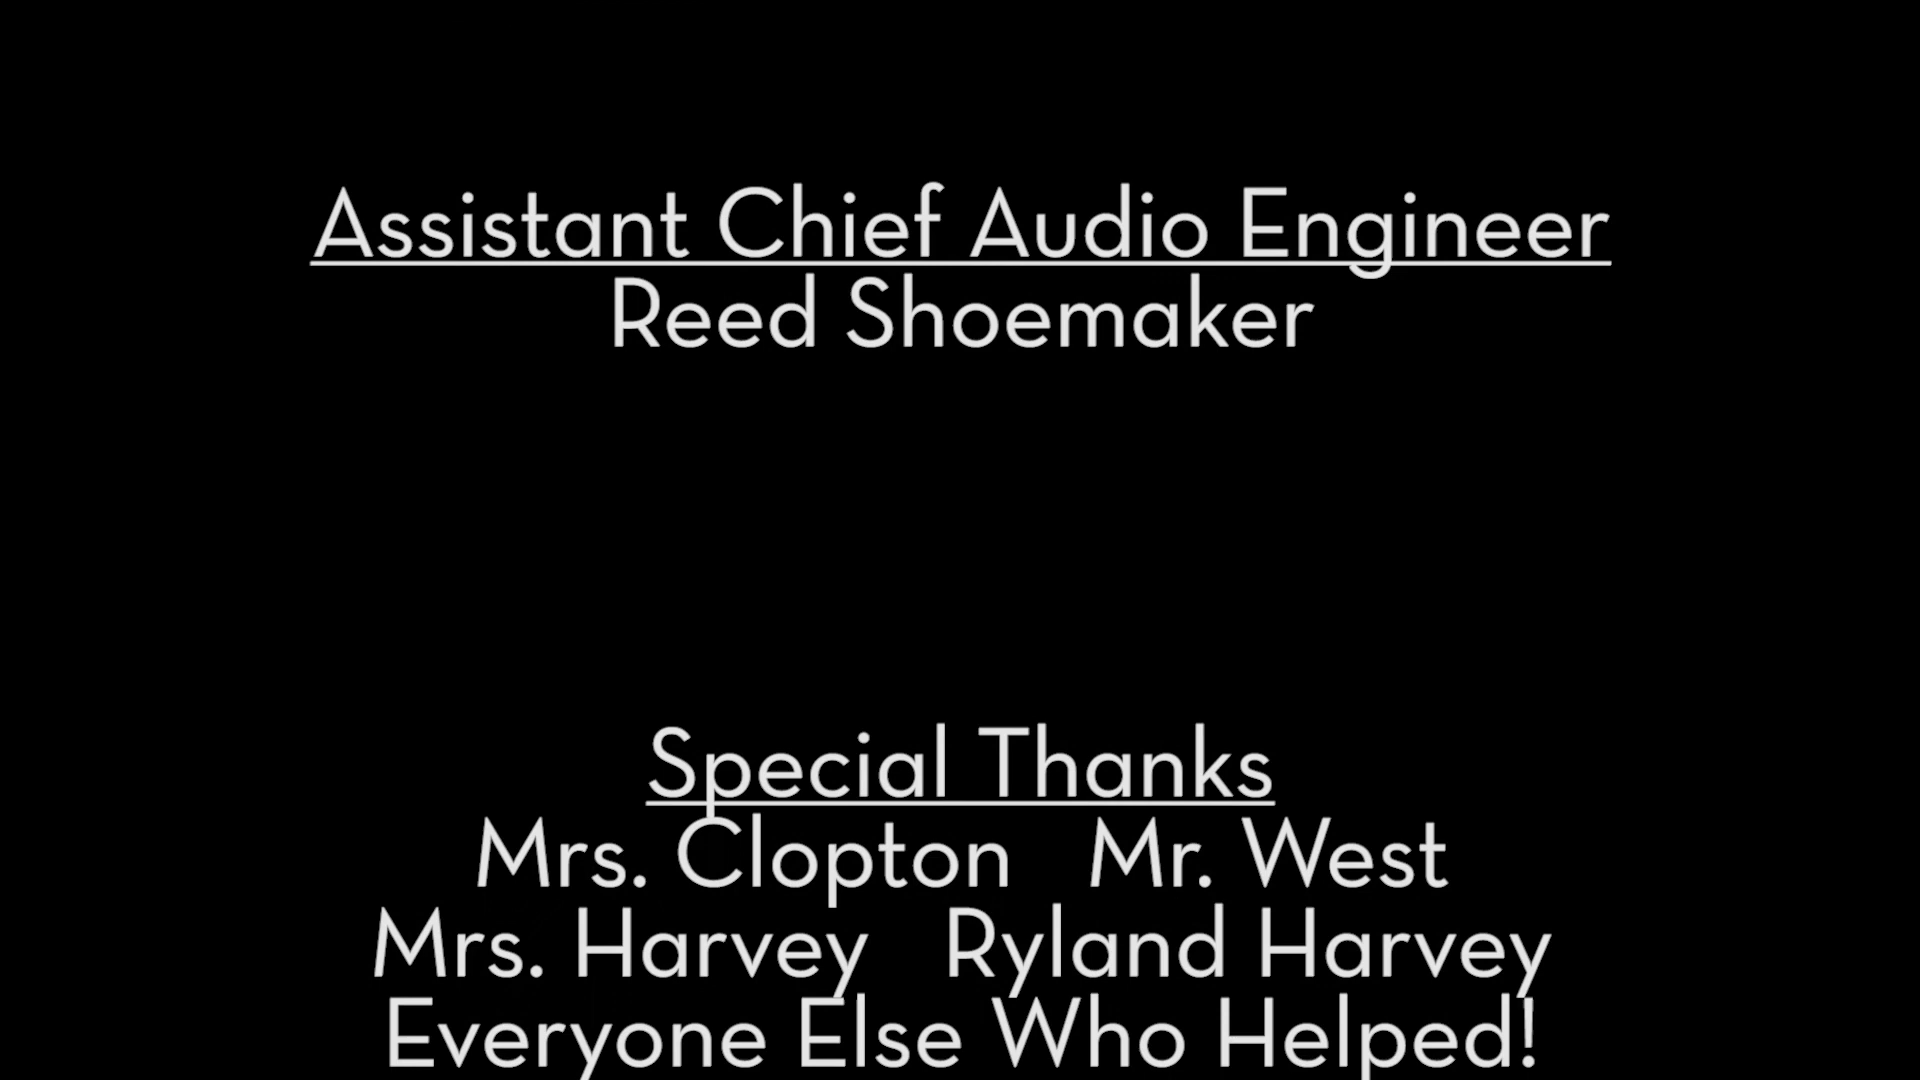 Assistant Chief Audio Engineer
Reed Shoemaker
Special Thanks
Mrs. Clopton   Mr. West
Mrs. Harvey   Ryland Harvey
Everyone Else Who Helped!